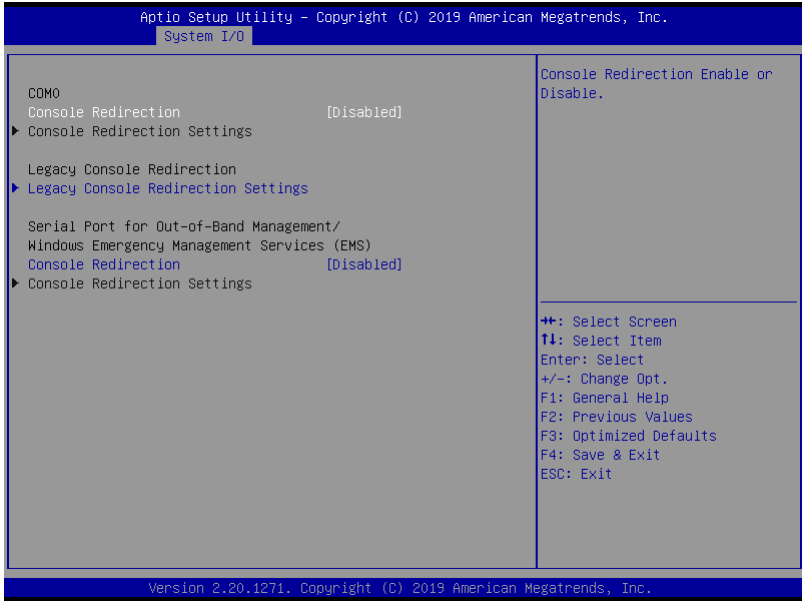 Aptio Setup Utility – Copyright (C) 2019 American Megatrends, Inc.
System I/O
COM0
Console Redirection [Disabled]
Console Redirection Settings
Legacy Console Redirection
Legacy Console Redirection Settings
Serial Port for Out-of-Band Management/
Windows Emergency Management Services (EMS)
Console Redirection [Disabled]
Console Redirection Settings
Console Redirection Enable or
Disable.
→←: Select Screen
↑↓: Select Item
Enter: Select
+/-: Change Opt.
F1: General Help
F2: Previous Values
F3: Optimized Defaults
F4: Save & Exit
ESC: Exit
Version 2.20.1271. Copyright (C) 2019 American Megatrends, Inc.